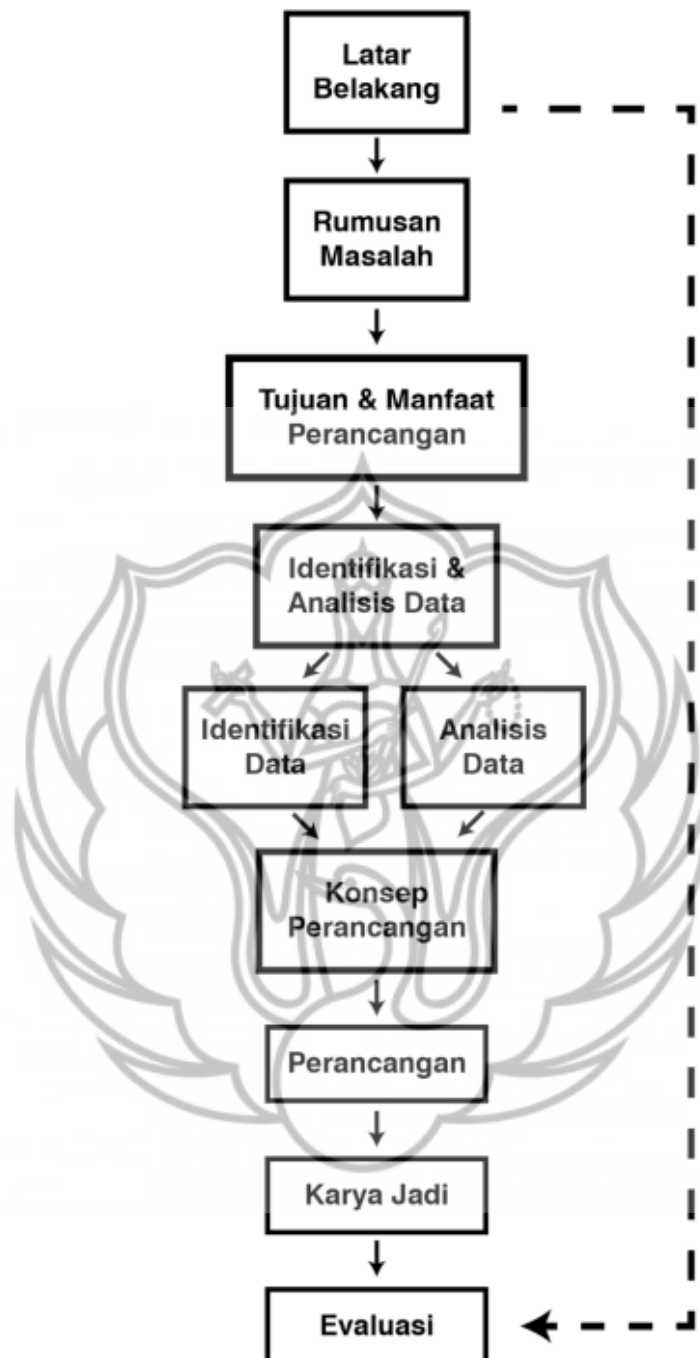 Latar
Belakang
Rumusan
Masalah
Tujuan & Manfaat
Perancangan
Identifikasi &
Analisis Data
Identifikasi
Data
Analisis
Data
Konsep
Perancangan
Perancangan
Karya Jadi
Evaluasi